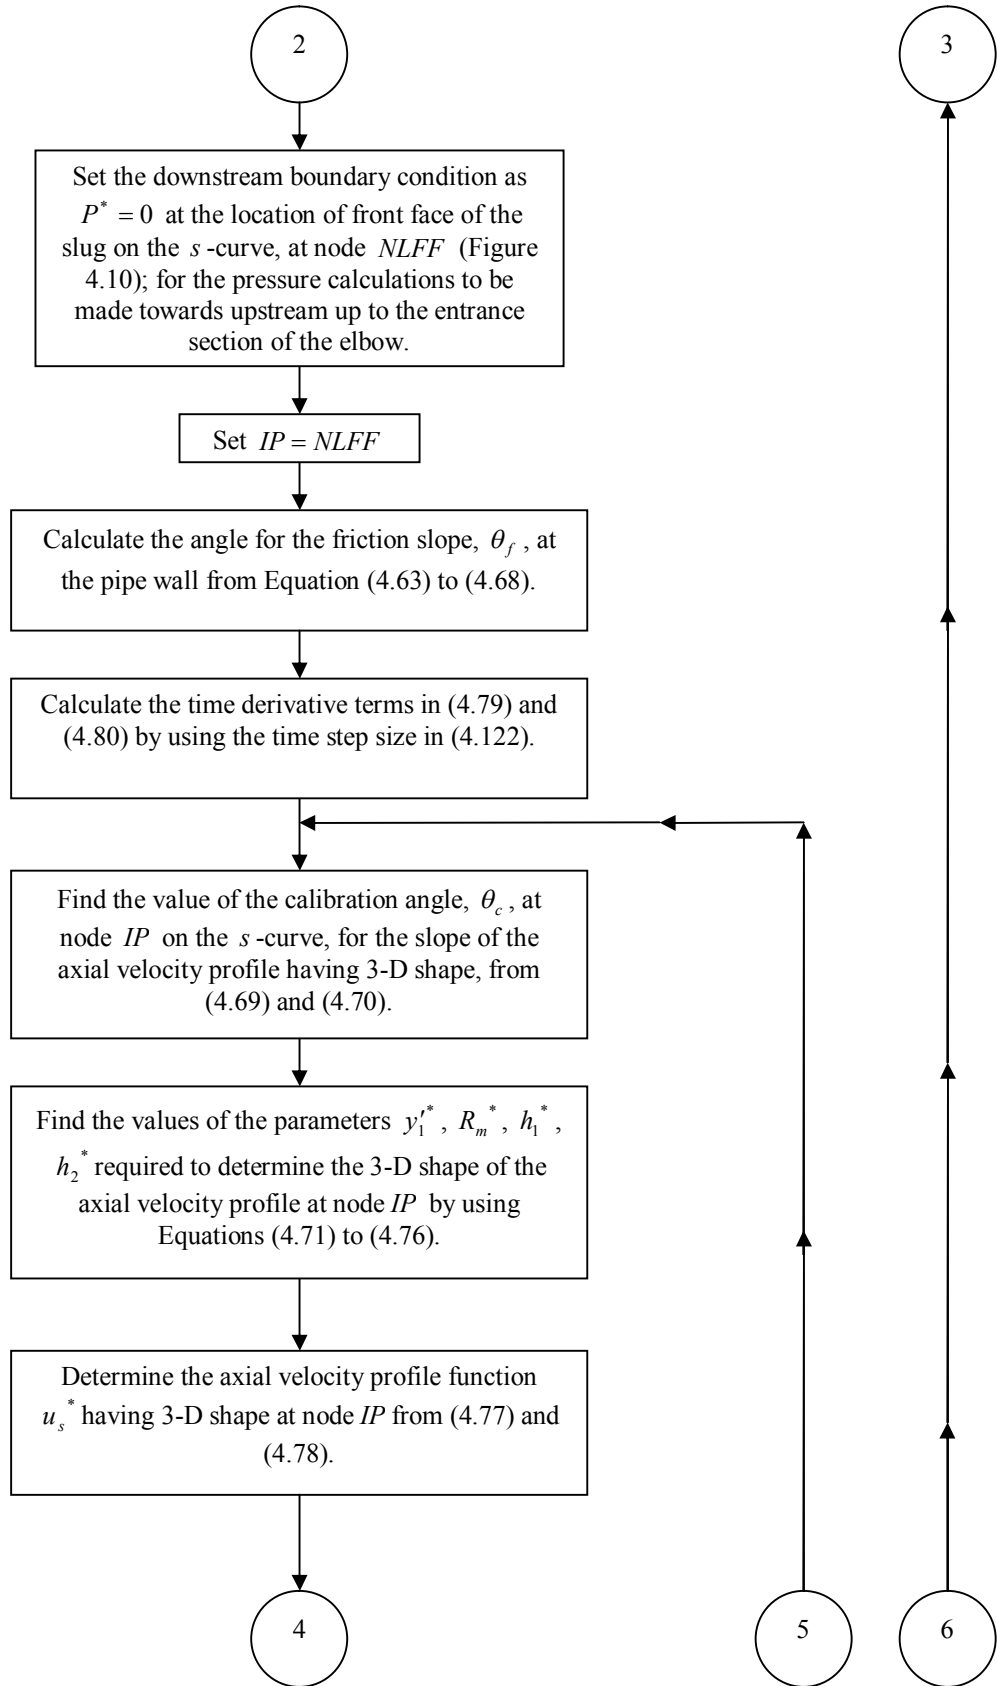 2
3
Set the downstream boundary condition as
P* = 0 at the location of front face of the
slug on the s -curve, at node NLFF (Figure
4.10); for the pressure calculations to be
made towards upstream up to the entrance
section of the elbow.
Set IP = NLFF
Calculate the angle for the friction slope, θ_f , at
the pipe wall from Equation (4.63) to (4.68).
Calculate the time derivative terms in (4.79) and
(4.80) by using the time step size in (4.122).
Find the value of the calibration angle, θ_c , at
node IP on the s -curve, for the slope of the
axial velocity profile having 3-D shape, from
(4.69) and (4.70).
Find the values of the parameters y′_1*, R_m*, h_1*,
h_2* required to determine the 3-D shape of the
axial velocity profile at node IP by using
Equations (4.71) to (4.76).
Determine the axial velocity profile function
u_s* having 3-D shape at node IP from (4.77) and
(4.78).
4
5
6